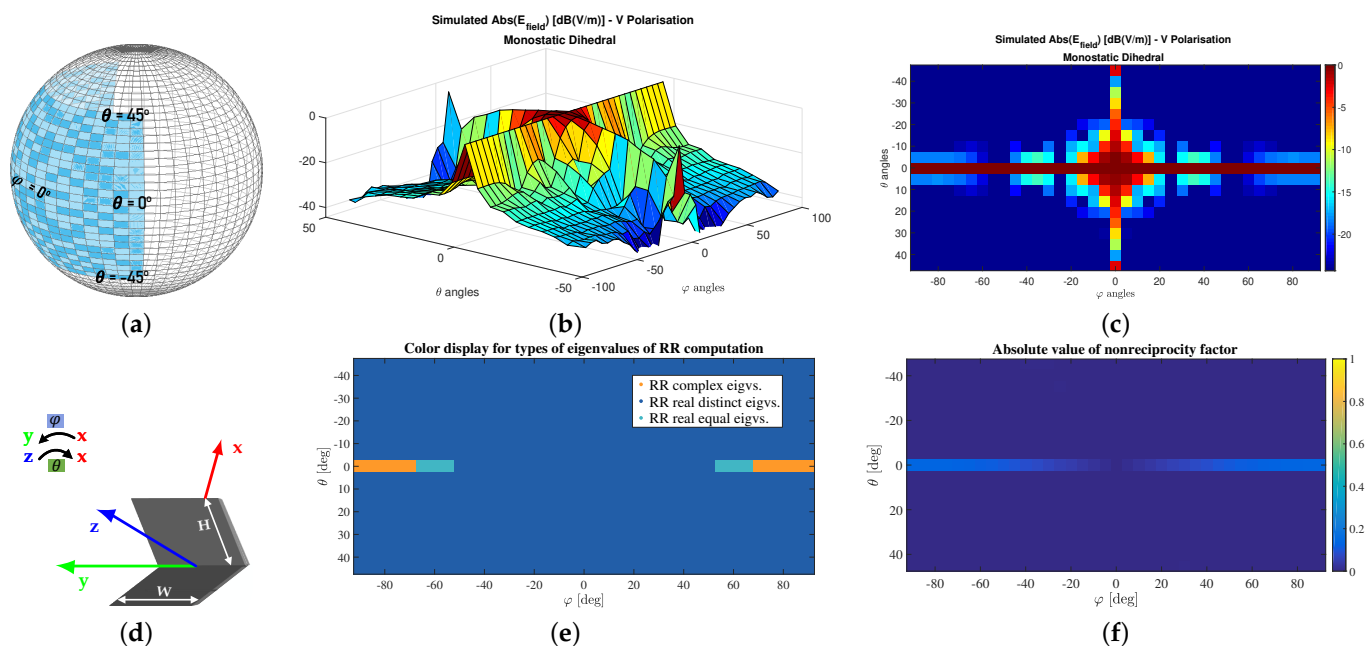 θ = 45°
φ = 0°
θ = 0°
θ = -45°
(a)
Simulated Abs(E_field) [dB(V/m)] - V Polarisation
Monostatic Dihedral
0
-20
-40
50
0
-50
θ angles
-100
-50
0
50
100
φ angles
(b)
Simulated Abs(E_field) [dB(V/m)] - V Polarisation
Monostatic Dihedral
-40
-30
-20
-10
0
10
20
30
40
θ angles
-80
-60
-40
-20
0
20
40
60
80
φ angles
0
-5
-10
-15
-20
(c)
φ
y x
z x
θ
x
z
y
H
W
(d)
Color display for types of eigenvalues of RR computation
RR complex eigvs.
RR real distinct eigvs.
RR real equal eigvs.
-40
-30
-20
-10
0
10
20
30
40
θ [deg]
-80
-60
-40
-20
0
20
40
60
80
φ [deg]
(e)
Absolute value of nonreciprocity factor
-40
-30
-20
-10
0
10
20
30
40
θ [deg]
-80
-60
-40
-20
0
20
40
60
80
φ [deg]
1
0.8
0.6
0.4
0.2
0
(f)